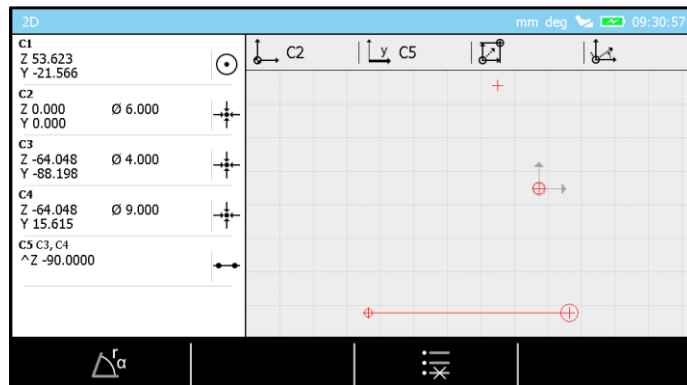 2D
mm deg 09:30:57
C1
Z 53.623
Y -21.566
C2
Z 0.000 Ø 6.000
Y 0.000
C3
Z -64.048 Ø 4.000
Y -88.198
C4
Z -64.048 Ø 9.000
Y 15.615
C5 C3, C4
^Z -90.0000
C2
y C5
r
α